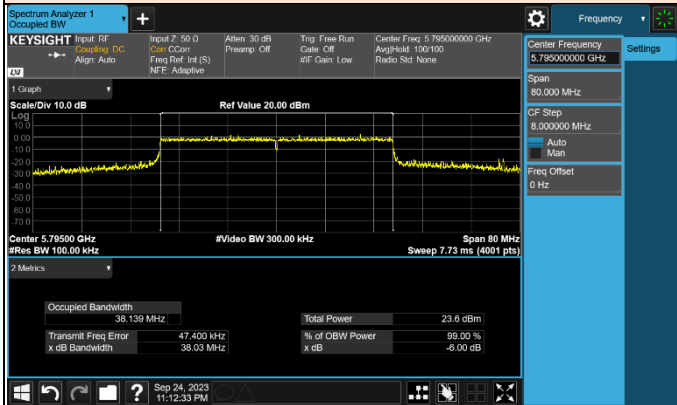 Spectrum Analyzer 1
Occupied BW
Frequency
KEYSIGHT
Input: RF
Coupling: DC
Align: Auto
Input Z: 50 Ω
Corr CCorr
Freq Ref: Int (S)
NFE: Adaptive
Atten: 30 dB
Preamp: Off
Trig: Free Run
Gate: Off
#IF Gain: Low
Center Freq: 5.795000000 GHz
Avg|Hold: 100/100
Radio Std: None
LXI
Center Frequency
5.795000000 GHz
Settings
Span
80.000 MHz
CF Step
8.000000 MHz
Auto
Man
Freq Offset
0 Hz
1 Graph
Scale/Div 10.0 dB
Ref Value 20.00 dBm
Log
10.0
0.00
-10.0
-20.0
-30.0
-40.0
-50.0
-60.0
-70.0
Center 5.79500 GHz
#Video BW 300.00 kHz
Span 80 MHz
#Res BW 100.00 kHz
Sweep 7.73 ms (4001 pts)
2 Metrics
Occupied Bandwidth
38.139 MHz
Total Power 23.6 dBm
Transmit Freq Error 47.400 kHz
% of OBW Power 99.00 %
x dB Bandwidth 38.03 MHz
x dB -6.00 dB
?
Sep 24, 2023
11:12:33 PM